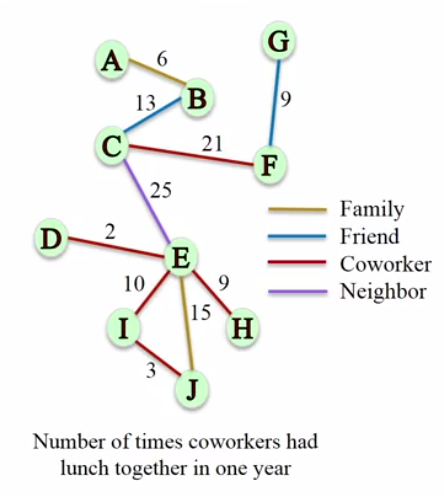 G
A
6
B
13
9
C
21
F
25
Family
Friend
Coworker
Neighbor
D
2
E
10
9
15
I
H
3
J
Number of times coworkers had
lunch together in one year